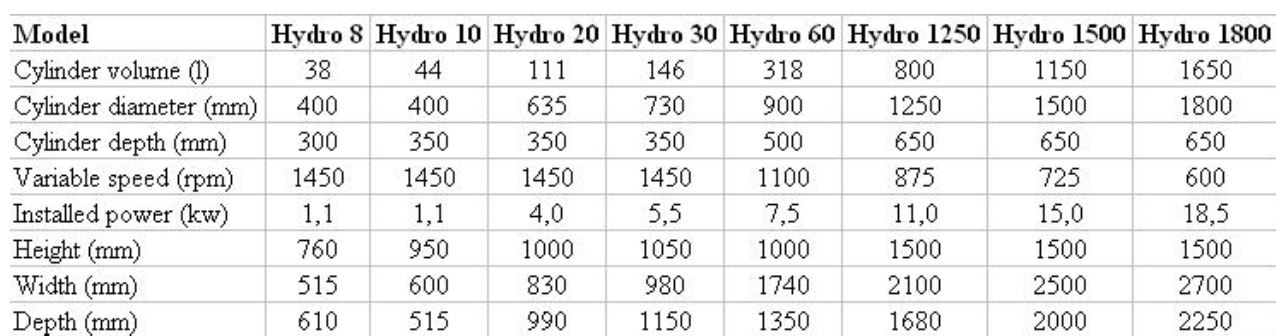 Model Hydro 8 Hydro 10 Hydro 20 Hydro 30 Hydro 60 Hydro 1250 Hydro 1500 Hydro 1800
Cylinder volume (l) 38 44 111 146 318 800 1150 1650
Cylinder diameter (mm) 400 400 635 730 900 1250 1500 1800
Cylinder depth (mm) 300 350 350 350 500 650 650 650
Variable speed (rpm) 1450 1450 1450 1450 1100 875 725 600
Installed power (kw) 1,1 1,1 4,0 5,5 7,5 11,0 15,0 18,5
Height (mm) 760 950 1000 1050 1000 1500 1500 1500
Width (mm) 515 600 830 980 1740 2100 2500 2700
Depth (mm) 610 515 990 1150 1350 1680 2000 2250